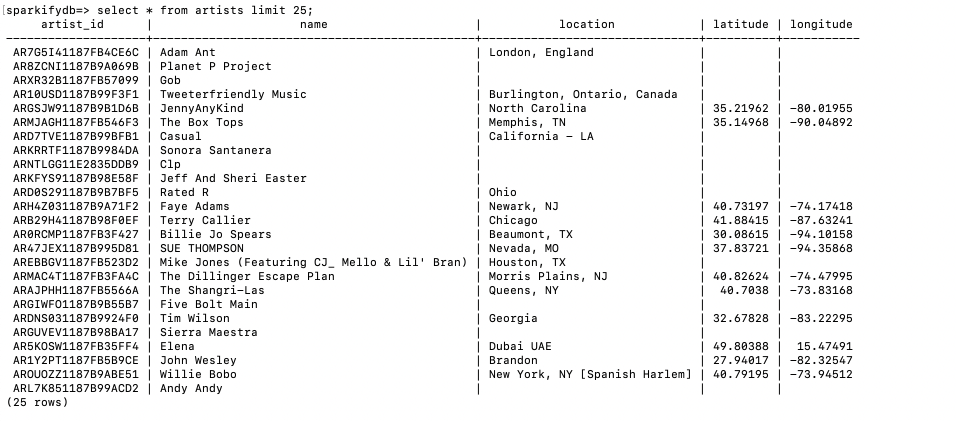 [sparkifydb=> select * from artists limit 25;
artist_id | name | location | latitude | longitude
--------------------+-----------------------------------------------+-------------------------------+----------+-----------
AR7G5I41187FB4CE6C | Adam Ant | London, England | |
AR8ZCNI1187B9A069B | Planet P Project | | |
ARXR32B1187FB57099 | Gob | | |
AR10USD1187B99F3F1 | Tweeterfriendly Music | Burlington, Ontario, Canada | |
ARGSJW91187B9B1D6B | JennyAnyKind | North Carolina | 35.21962 | -80.01955
ARMJAGH1187FB546F3 | The Box Tops | Memphis, TN | 35.14968 | -90.04892
ARD7TVE1187B99BFB1 | Casual | California - LA | |
ARKRRTF1187B9984DA | Sonora Santanera | | |
ARNTLGG11E2835DDB9 | Clp | | |
ARKFYS91187B98E58F | Jeff And Sheri Easter | | |
ARD0S291187B9B7BF5 | Rated R | Ohio | |
ARH4Z031187B9A71F2 | Faye Adams | Newark, NJ | 40.73197 | -74.17418
ARB29H41187B98F0EF | Terry Callier | Chicago | 41.88415 | -87.63241
AR0RCMP1187FB3F427 | Billie Jo Spears | Beaumont, TX | 30.08615 | -94.10158
AR47JEX1187B995D81 | SUE THOMPSON | Nevada, MO | 37.83721 | -94.35868
AREBBGV1187FB523D2 | Mike Jones (Featuring CJ_ Mello & Lil' Bran) | Houston, TX | |
ARMAC4T1187FB3FA4C | The Dillinger Escape Plan | Morris Plains, NJ | 40.82624 | -74.47995
ARAJPHH1187FB5566A | The Shangri-Las | Queens, NY | 40.7038 | -73.83168
ARGIWFO1187B9B55B7 | Five Bolt Main | | |
ARDNS031187B9924F0 | Tim Wilson | Georgia | 32.67828 | -83.22295
ARGUVEV1187B98BA17 | Sierra Maestra | | |
AR5KOSW1187FB35FF4 | Elena | Dubai UAE | 49.80388 | 15.47491
AR1Y2PT1187FB5B9CE | John Wesley | Brandon | 27.94017 | -82.32547
AROUOZZ1187B9ABE51 | Willie Bobo | New York, NY [Spanish Harlem] | 40.79195 | -73.94512
ARL7K851187B99ACD2 | Andy Andy | | |
(25 rows)